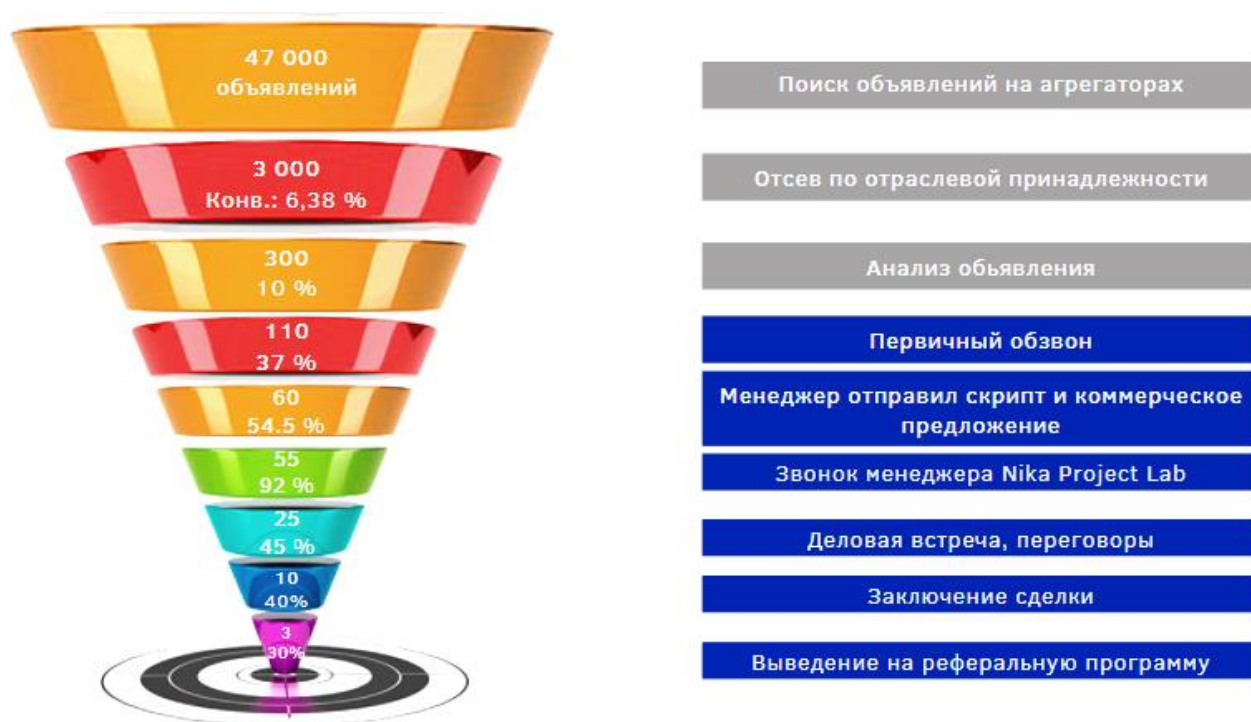 47 000
объявлений
Поиск объявлений на агрегаторах
3 000
Конв.: 6,38 %
Отсев по отраслевой принадлежности
300
10 %
Анализ обьявления
110
37 %
Первичный обзвон
60
54.5 %
Менеджер отправил скрипт и коммерческое
предложение
55
92 %
Звонок менеджера Nika Project Lab
25
45 %
Деловая встреча, переговоры
10
40%
Заключение сделки
3
30%
Выведение на реферальную программу